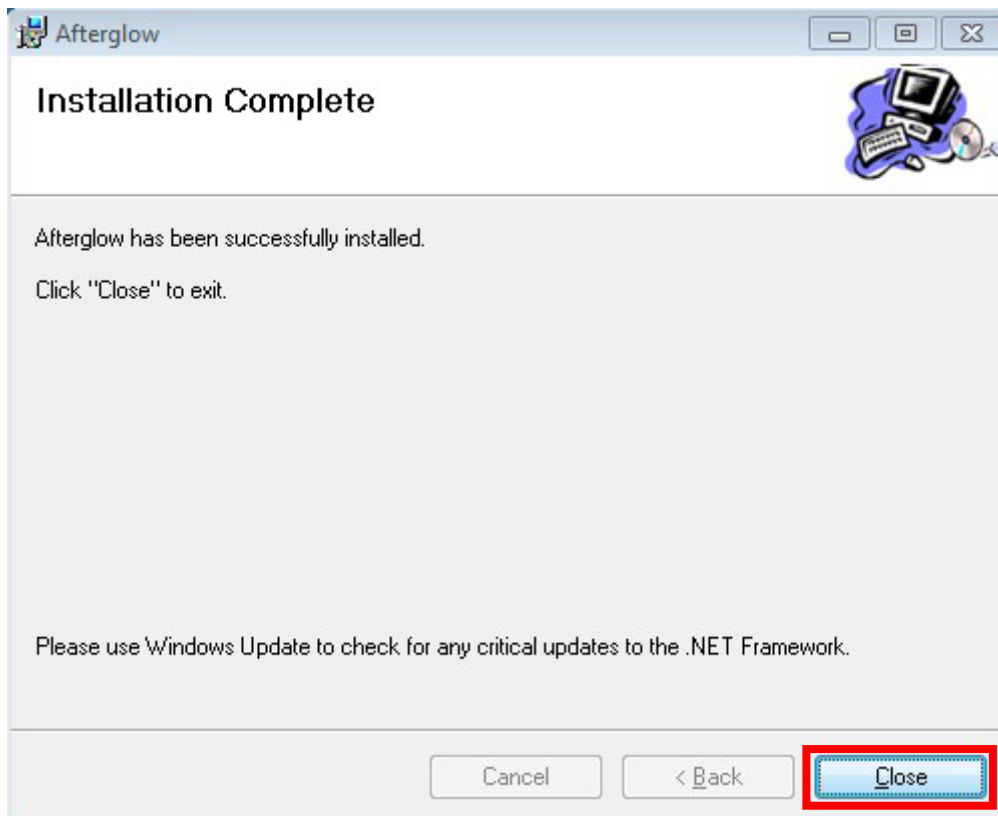 Afterglow
Installation Complete
Afterglow has been successfully installed.
Click "Close" to exit.
Please use Windows Update to check for any critical updates to the .NET Framework.
Cancel < Back Close